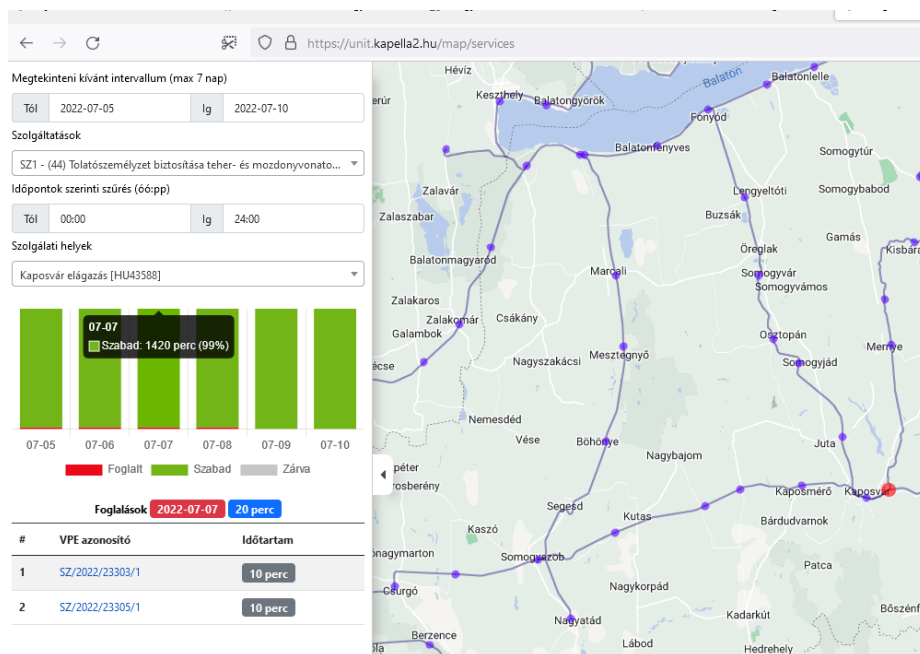 https://unit.kapella2.hu/map/services
Megtekinteni kívánt intervallum (max 7 nap)
Tól 2022-07-05 Ig 2022-07-10
Szolgáltatások
SZ1 - (44) Tolatószemélyzet biztosítása teher- és mozdonyvonato...
Időpontok szerinti szűrés (óó:pp)
Tól 00:00 Ig 24:00
Szolgálati helyek
Kaposvár elágazás [HU43588]
07-07
Szabad: 1420 perc (99%)
07-05 07-06 07-07 07-08 07-09 07-10
Foglalt Szabad Zárva
Foglalások 2022-07-07 20 perc
# VPE azonosító Időtartam
1 SZ/2022/23303/1 10 perc
2 SZ/2022/23305/1 10 perc
Hévíz
Balaton
Balatonlelle
Keszthely
Balatongyörök
Fonyód
Balatonfenyves
Somogytúr
Zalavár
Lengyeltóti
Somogybabod
Zalaszabar
Buzsák
Gamás
Öreglak
Kisbára
Balatonmagyaród
Marcali
Somogyvár
Somogyvámos
Zalakaros
Zalakomár
Csákány
Galambok
Osztopán
Mernye
Nagyszakácsi
Mesztegnyő
Somogyjád
Nemesdéd
Vése
Böhönye
Juta
Nagybajom
péter
rosberény
Kaposmérő
Kaposvár
Segesd
Kutas
Bárdudvarnok
Kaszó
ónagymarton
Somogyszob
Patca
Csurgó
Nagykorpád
Kadarkút
Bőszénf
Nagyatád
Berzence
Lábod
Hedrehely